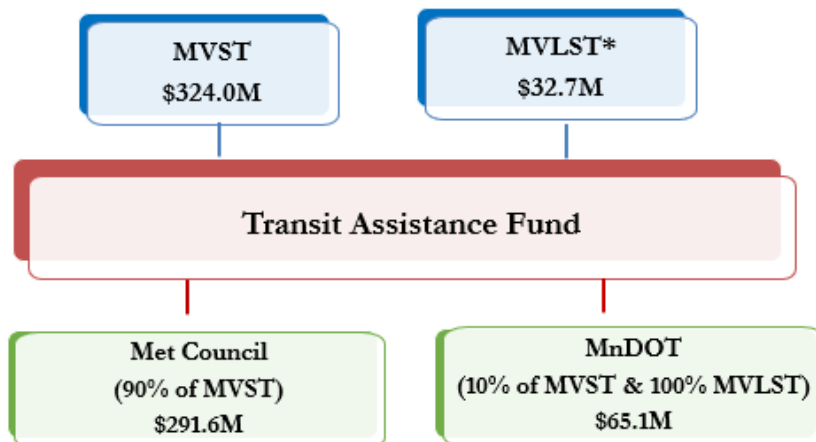 MVST
$324.0M
MVLST*
$32.7M
Transit Assistance Fund
Met Council
(90% of MVST)
$291.6M
MnDOT
(10% of MVST & 100% MVLST)
$65.1M